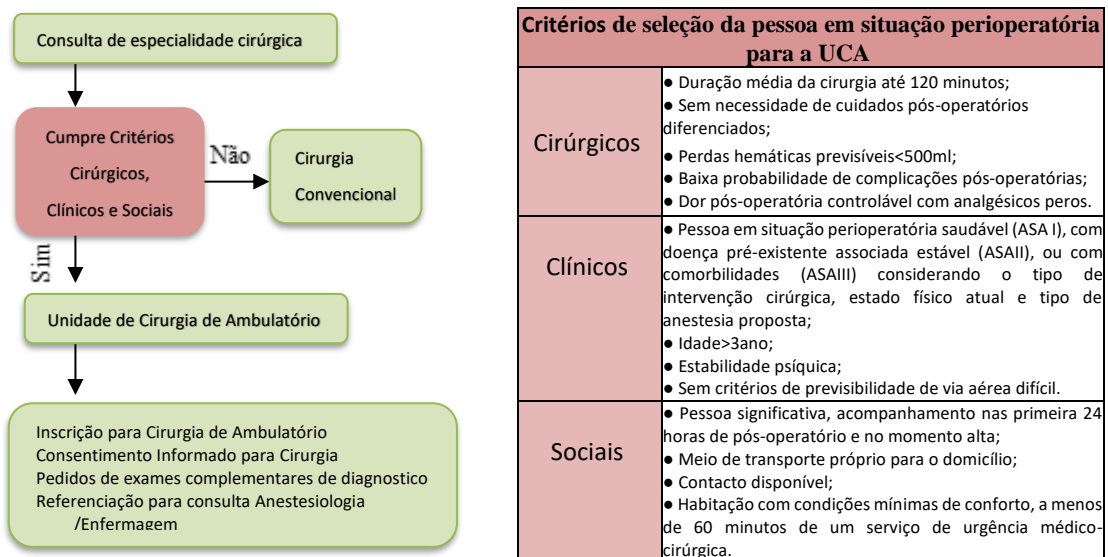 Consulta de especialidade cirúrgica
Cumpre Critérios
Cirúrgicos,
Clínicos e Sociais
Não
Cirurgia
Convencional
Sim
Unidade de Cirurgia de Ambulatório
Inscrição para Cirurgia de Ambulatório
Consentimento Informado para Cirurgia
Pedidos de exames complementares de diagnostico
Referenciação para consulta Anestesiologia
/Enfermagem
Critérios de seleção da pessoa em situação perioperatória
para a UCA
Cirúrgicos
● Duração média da cirurgia até 120 minutos;
● Sem necessidade de cuidados pós-operatórios
diferenciados;
● Perdas hemáticas previsíveis<500ml;
● Baixa probabilidade de complicações pós-operatórias;
● Dor pós-operatória controlável com analgésicos peros.
Clínicos
● Pessoa em situação perioperatória saudável (ASA I), com
doença pré-existente associada estável (ASAII), ou com
comorbilidades (ASAIII) considerando o tipo de
intervenção cirúrgica, estado físico atual e tipo de
anestesia proposta;
● Idade>3ano;
● Estabilidade psíquica;
● Sem critérios de previsibilidade de via aérea difícil.
Sociais
● Pessoa significativa, acompanhamento nas primeira 24
horas de pós-operatório e no momento alta;
● Meio de transporte próprio para o domicílio;
● Contacto disponível;
● Habitação com condições mínimas de conforto, a menos
de 60 minutos de um serviço de urgência médico-
cirúrgica.